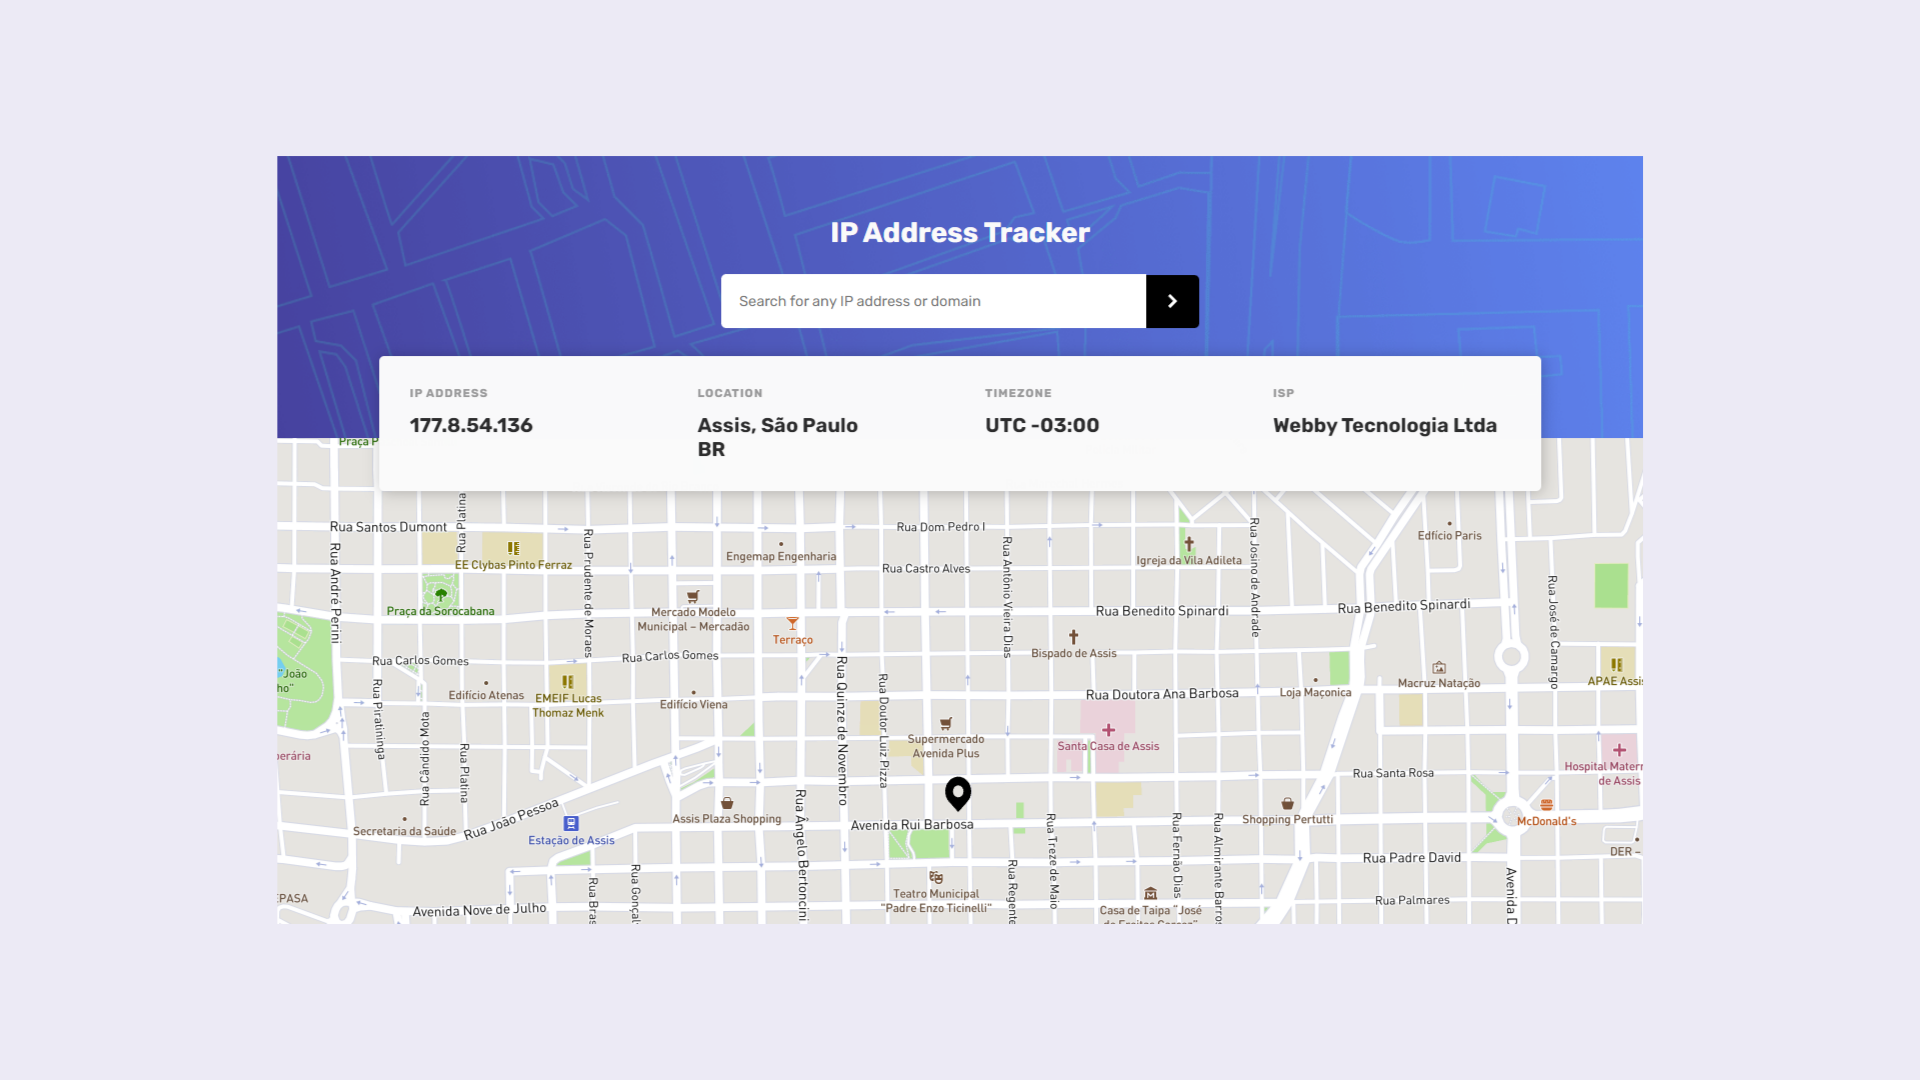 IP Address Tracker
Search for any IP address or domain
IP ADDRESS
177.8.54.136
LOCATION
Assis, São Paulo
BR
TIMEZONE
UTC -03:00
ISP
Webby Tecnologia Ltda
Praça P
Rua Santos Dumont
Rua Platina
Rua Dom Pedro I
Edfício Paris
Rua André Perini
EE Clybas Pinto Ferraz
Rua Prudente de Moraes
Engemap Engenharia
Rua Castro Alves
Rua Antônio Vieira Dias
Igreja da Vila Adileta
Rua Josino de Andrade
Rua José de Camargo
Praça da Sorocabana
Mercado Modelo
Municipal – Mercadão
Terraço
Rua Benedito Spinardi
Rua Benedito Spinardi
Rua Carlos Gomes
Rua Carlos Gomes
Bispado de Assis
"João
ho"
Edifício Atenas
EMEIF Lucas
Thomaz Menk
Edifício Viena
Rua Doutora Ana Barbosa
Loja Maçonica
Macruz Natação
APAE Assis
Rua Piratininga
Rua Cândido Mota
Rua Platina
Rua Quinze de Novembro
Rua Doutor Luiz Pizza
Supermercado
Avenida Plus
Santa Casa de Assis
erária
Rua Santa Rosa
Hospital Matern
de Assis
Secretaria da Saúde
Rua João Pessoa
Estação de Assis
Assis Plaza Shopping
Rua Ângelo Bertoncini
Avenida Rui Barbosa
Rua Treze de Maio
Rua Fernão Dias
Rua Almirante Barros
Shopping Pertutti
McDonald's
DER –
Rua Padre David
EPASA
Avenida Nove de Julho
Rua Bras
Rua Gonçal
Teatro Municipal
"Padre Enzo Ticinelli"
Rua Regente
Casa de Taipa "José
Rua Palmares
Avenida D